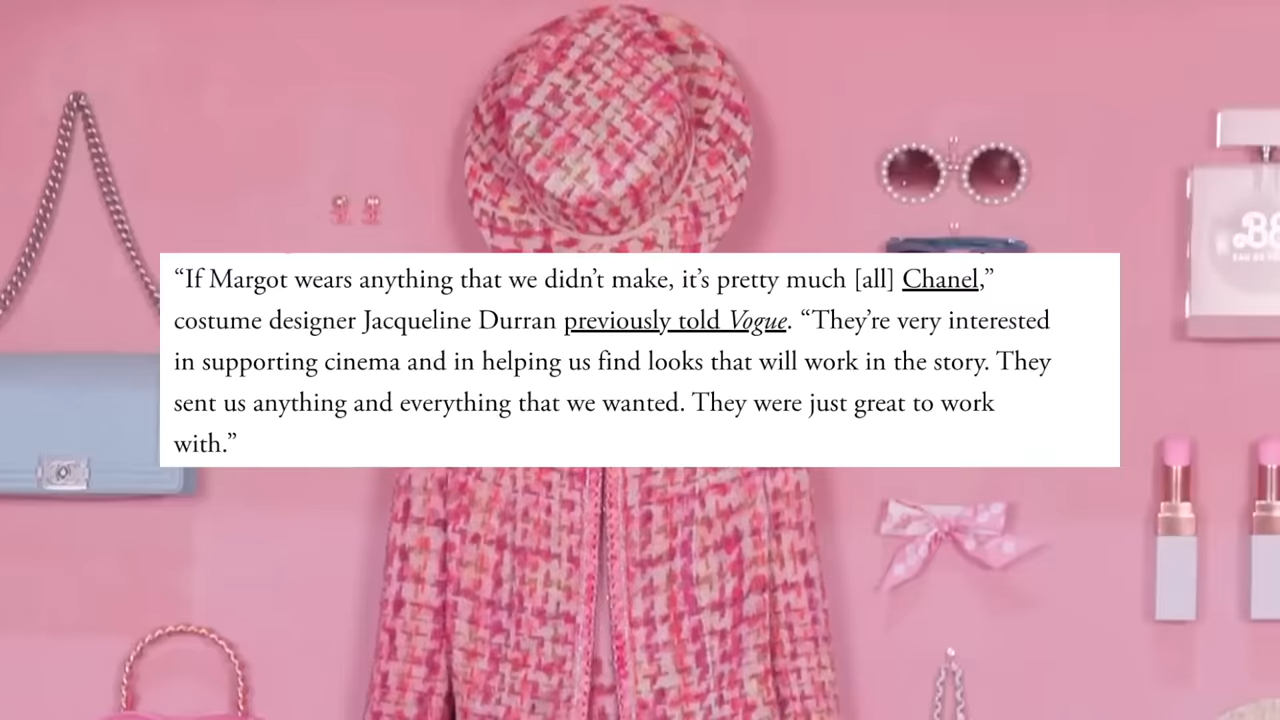 “If Margot wears anything that we didn’t make, it’s pretty much [all] Chanel,”
costume designer Jacqueline Durran previously told Vogue. “They’re very interested
in supporting cinema and in helping us find looks that will work in the story. They
sent us anything and everything that we wanted. They were just great to work
with.”